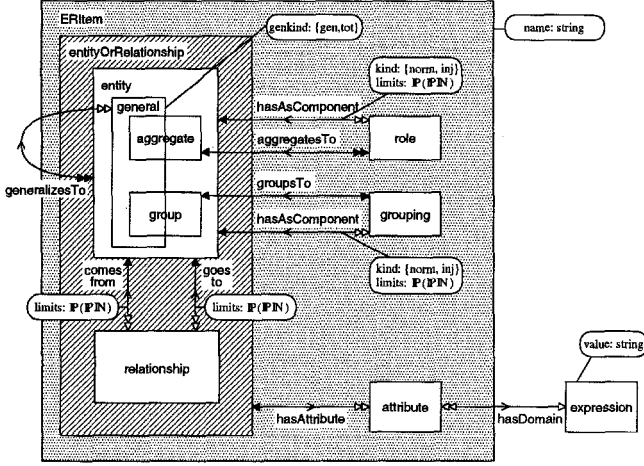 ERItem
genkind: {gen,tot}
name: string
entityOrRelationship
kind: {norm, inj}
limits: ℙ(ℙℕ)
entity
general
hasAsComponent
aggregate
aggregatesTo
role
generalizesTo
groupsTo
group
grouping
hasAsComponent
comes
from
goes
to
kind: {norm, inj}
limits: ℙ(ℙℕ)
limits: ℙ(ℙℕ)
limits: ℙ(ℙℕ)
value: string
relationship
attribute
expression
hasAttribute
hasDomain